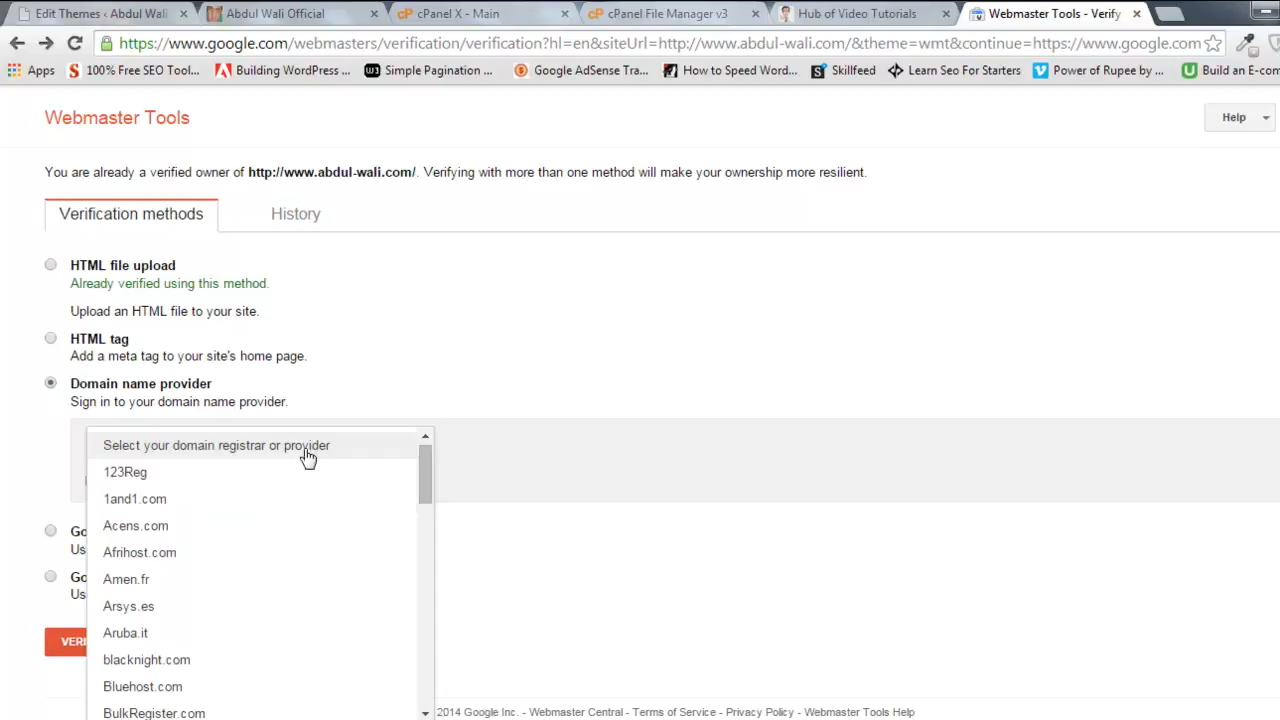 Edit Themes ‹ Abdul Wali
Abdul Wali Official
cPanel X - Main
cPanel File Manager v3
Hub of Video Tutorials
Webmaster Tools - Verify
https://www.google.com/webmasters/verification/verification?hl=en&siteUrl=http://www.abdul-wali.com/&theme=wmt&continue=https://www.google.com
Apps
100% Free SEO Tool...
Building WordPress ...
Simple Pagination ...
Google AdSense Tra...
How to Speed Word...
Skillfeed
Learn Seo For Starters
Power of Rupee by ...
Build an E-com
Webmaster Tools
Help
You are already a verified owner of http://www.abdul-wali.com/. Verifying with more than one method will make your ownership more resilient.
Verification methods
History
HTML file upload
Already verified using this method.
Upload an HTML file to your site.
HTML tag
Add a meta tag to your site's home page.
Domain name provider
Sign in to your domain name provider.
Select your domain registrar or provider
123Reg
1and1.com
Acens.com
Afrihost.com
Amen.fr
Arsys.es
Aruba.it
blacknight.com
Bluehost.com
BulkRegister.com
Go
Us
Go
Us
VERI
2014 Google Inc. - Webmaster Central - Terms of Service - Privacy Policy - Webmaster Tools Help